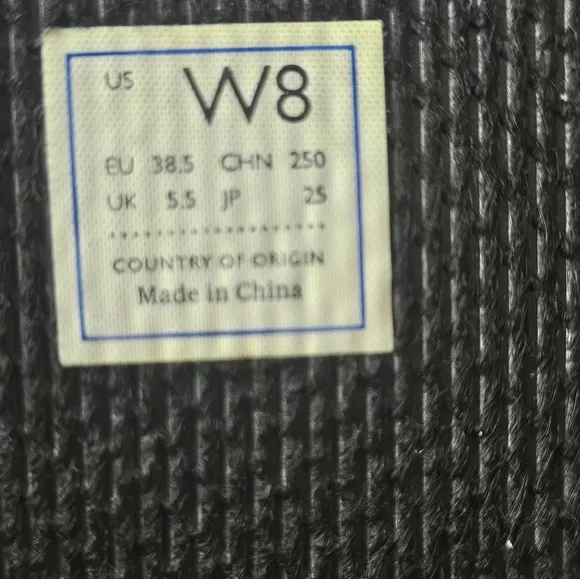 US W8
EU 38.5 CHN 250
UK 5.5 JP 25
COUNTRY OF ORIGIN
Made in China